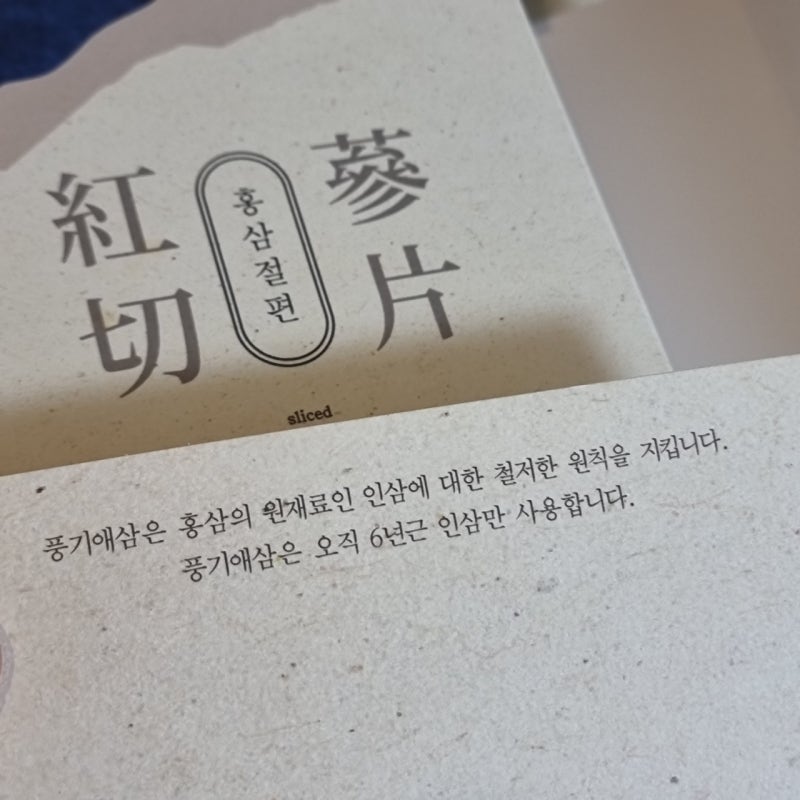 紅蔘
切片
홍삼절편
sliced
풍기애삼은 홍삼의 원재료인 인삼에 대한 철저한 원칙을 지킵니다.
풍기애삼은 오직 6년근 인삼만 사용합니다.